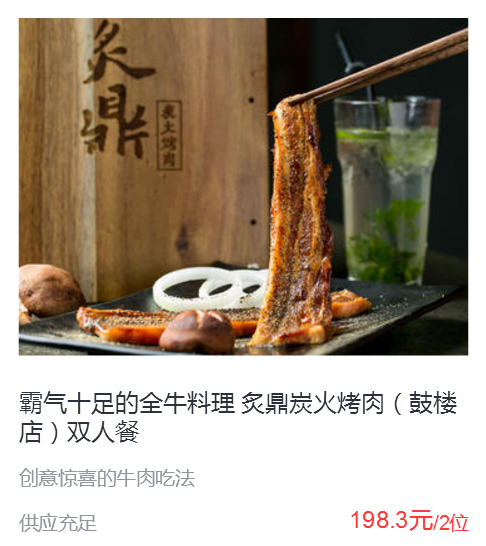 炙
鼎
炭火烤肉
霸气十足的全牛料理 炙鼎炭火烤肉（鼓楼
店）双人餐
创意惊喜的牛肉吃法
供应充足
198.3元/2位